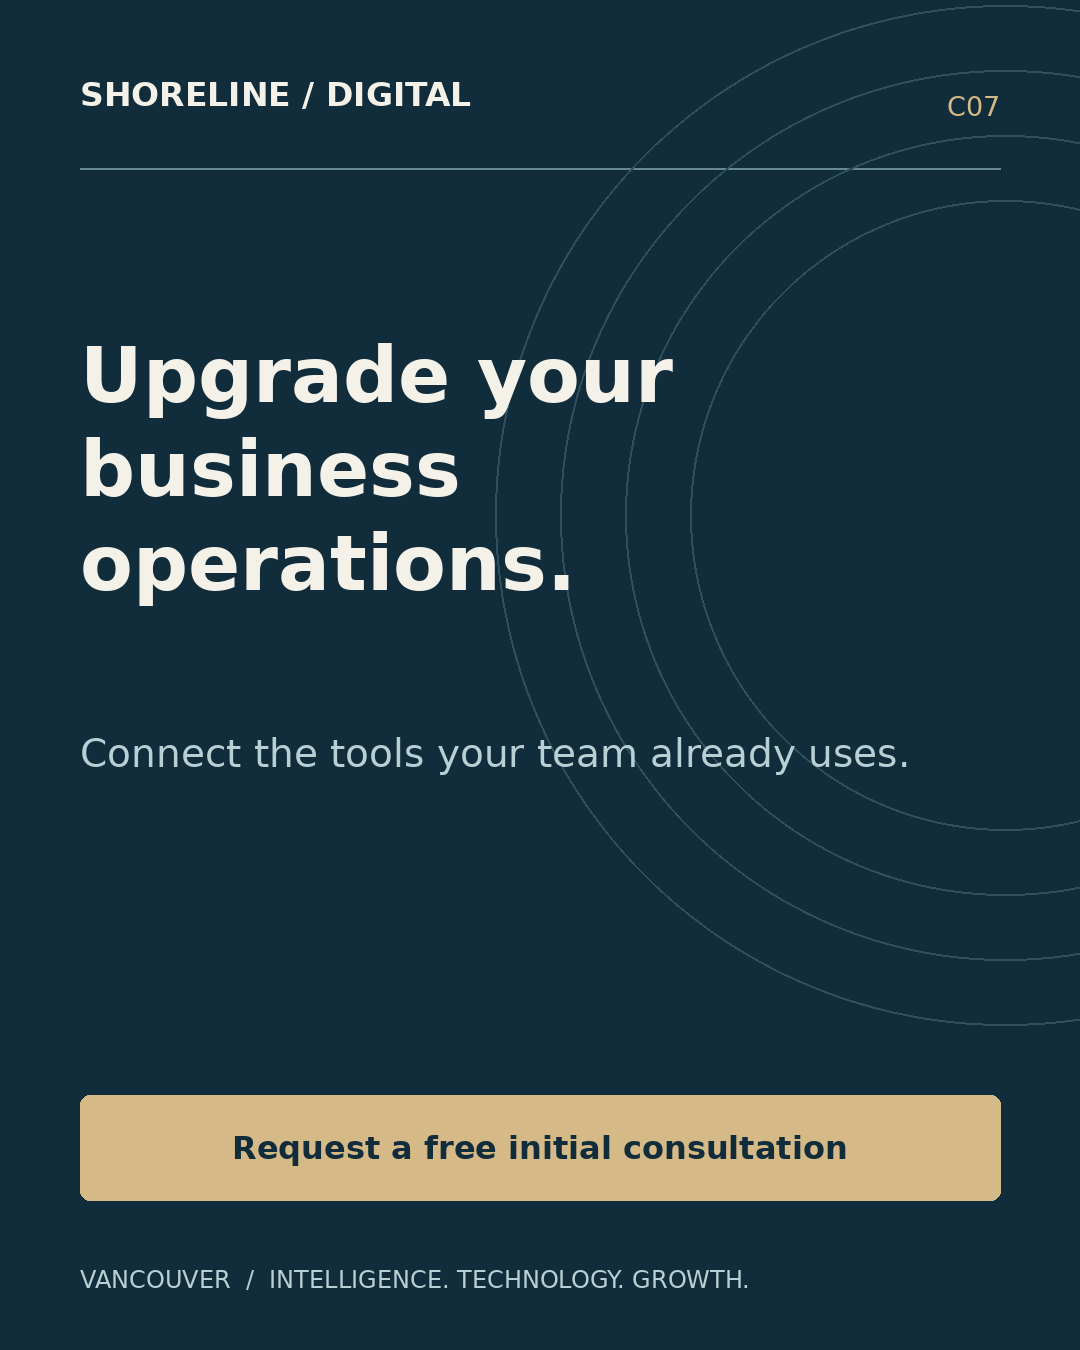 SHORELINE / DIGITAL
C07
Upgrade your
business
operations.
Connect the tools your team already uses.
Request a free initial consultation
VANCOUVER / INTELLIGENCE. TECHNOLOGY. GROWTH.